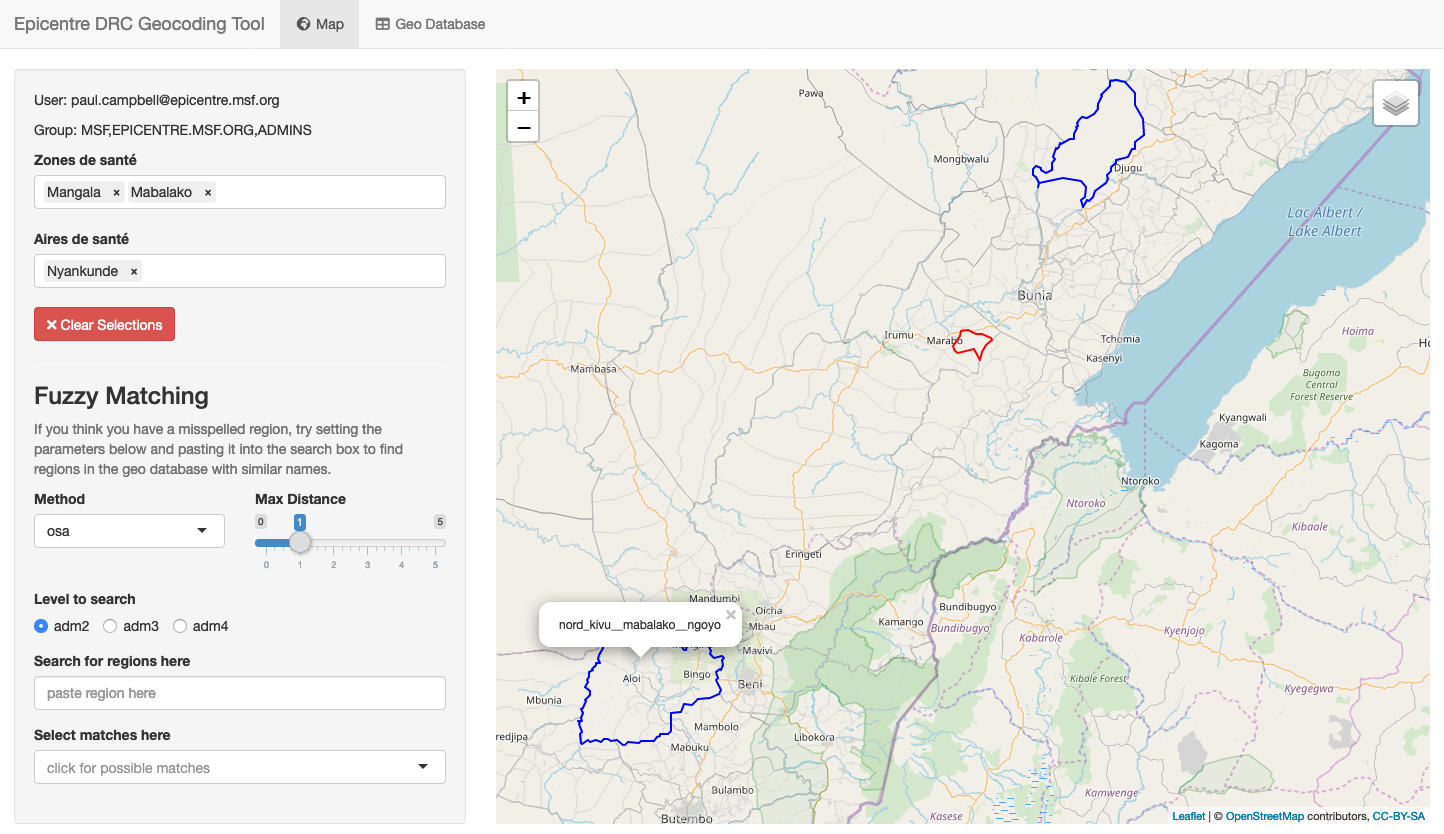 Epicentre DRC Geocoding Tool
Map
Geo Database
User: paul.campbell@epicentre.msf.org
Group: MSF,EPICENTRE.MSF.ORG,ADMINS
Zones de santé
Mangala × Mabalako ×
Aires de santé
Nyankunde ×
× Clear Selections
Fuzzy Matching
If you think you have a misspelled region, try setting the
parameters below and pasting it into the search box to find
regions in the geo database with similar names.
Method
osa
Max Distance
0 1 5
0 1 2 3 4 5
Level to search
adm2 adm3 adm4
Search for regions here
paste region here
Select matches here
click for possible matches
+
−
Pawa
Mongbwalu
Djugu
Lac Albert /
Lake Albert
Bunia
Irumu
Marabo
Tchomia
Kasenyi
Hoima
Mambasa
Bugoma
Central
Forest Reserve
Kyangwali
Kagoma
Ntoroko
Ntoroko
Kibaale
Eringeti
Mandumbi
Oicha
Mbau
Kamango
Bundibugyo
Bundibugyo
Kabarole
Kyenjojo
nord_kivu__mabalako__ngoyo
×
Mavivi
Aloi
Bingo
Beni
Kibale Forest
Kyegegwa
Mbunia
Mambolo
Libokora
redjipa
Mabuku
Bulambo
Kamwenge
Butembo
Kasese
Leaflet | © OpenStreetMap contributors, CC-BY-SA